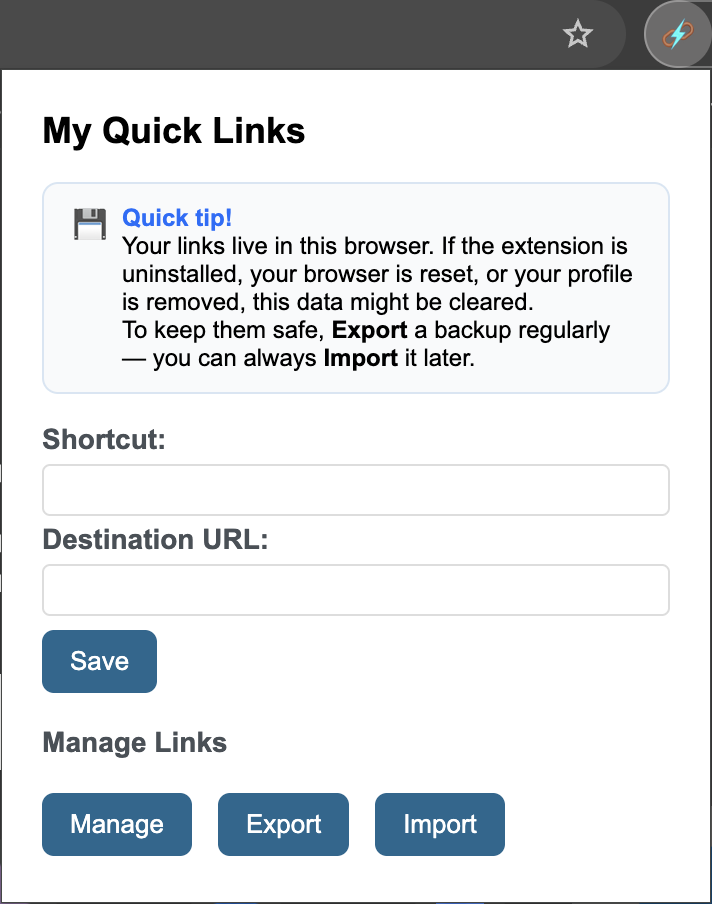 My Quick Links
Quick tip!
Your links live in this browser. If the extension is
uninstalled, your browser is reset, or your profile
is removed, this data might be cleared.
To keep them safe, Export a backup regularly
— you can always Import it later.
Shortcut:
Destination URL:
Save
Manage Links
Manage Export Import